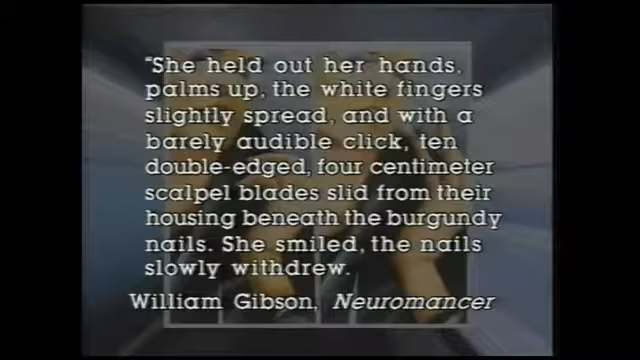 “She held out her hands,
palms up, the white fingers
slightly spread, and with a
barely audible click, ten
double-edged, four centimeter
scalpel blades slid from their
housing beneath the burgundy
nails. She smiled, the nails
slowly withdrew.
William Gibson, Neuromancer